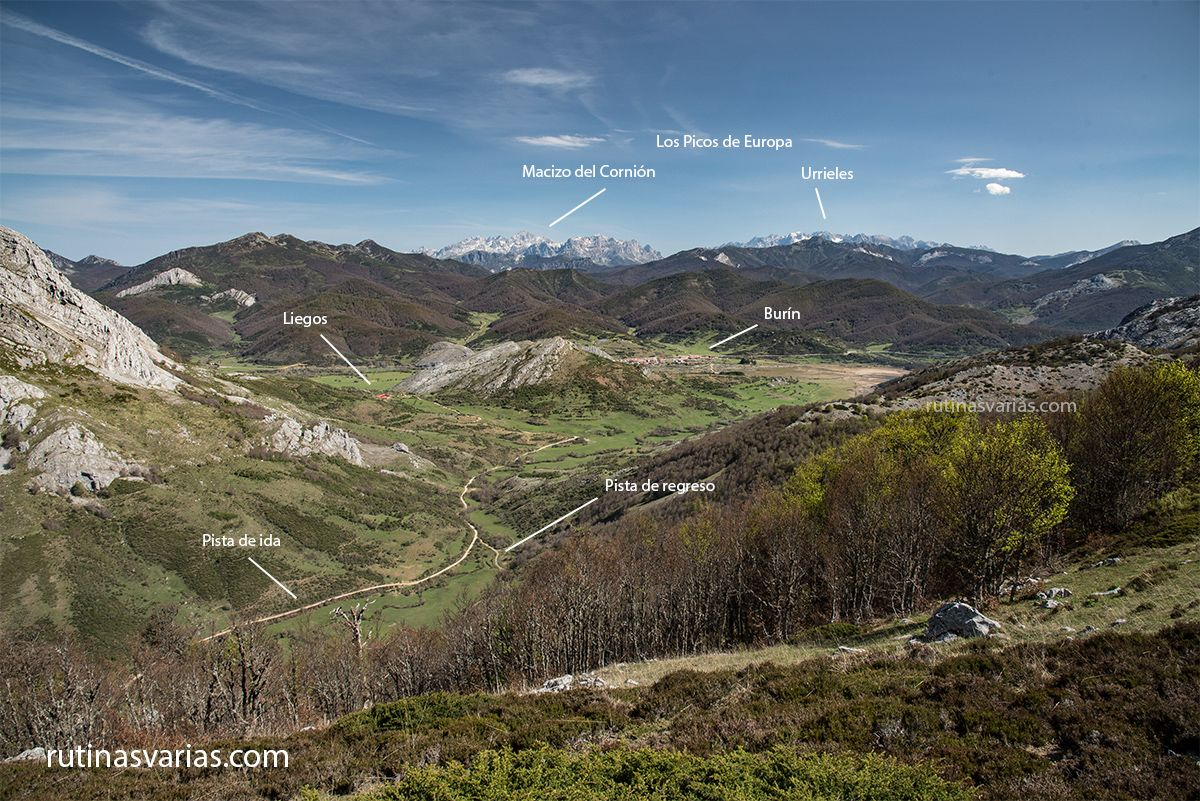 Los Picos de Europa
Macizo del Cornión
Urrieles
Liegos
Burín
rutinasvarias.com
Pista de regreso
Pista de ida
rutinasvarias.com